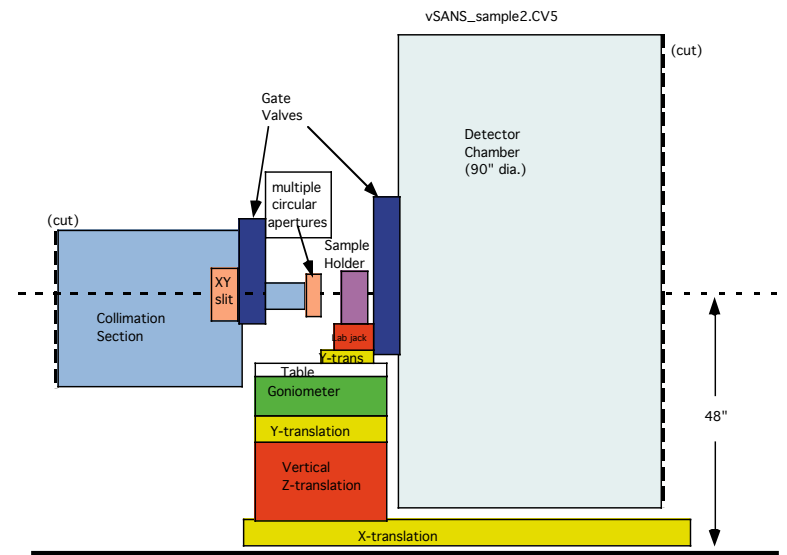 vSANS_sample2.CV5
(cut)
Gate
Valves
Detector
Chamber
(90" dia.)
multiple
circular
apertures
(cut)
Sample
Holder
XY
slit
Collimation
Section
Lab jack
Y-trans
Table
Goniometer
48"
Y-translation
Vertical
Z-translation
X-translation